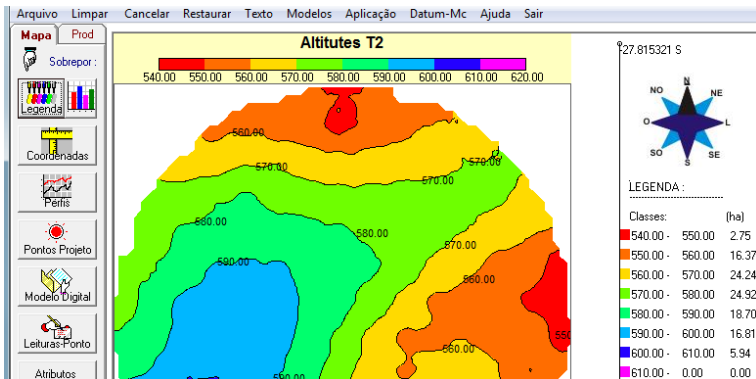 Arquivo Limpar Cancelar Restaurar Texto Modelos Aplicação Datum-Mc Ajuda Sair
Mapa Prod
Sobrepor :
Legenda
Coordenadas
Perfis
Pontos Projeto
Modelo Digital
Leituras-Ponto
Atributos
Altitutes T2
540.00 550.00 560.00 570.00 580.00 590.00 600.00 610.00 620.00
560.00
570.00
570.00
570.00
580.00
580.00
570.00
590.00
560.00
550
560.00
590.00
-27.815321 S
N
NO NE
O L
SO SE
S
LEGENDA :
Classes: (ha)
540.00 - 550.00 2.75
550.00 - 560.00 16.37
560.00 - 570.00 24.24
570.00 - 580.00 24.92
580.00 - 590.00 18.70
590.00 - 600.00 16.81
600.00 - 610.00 5.94
610.00 - 0.00 0.00